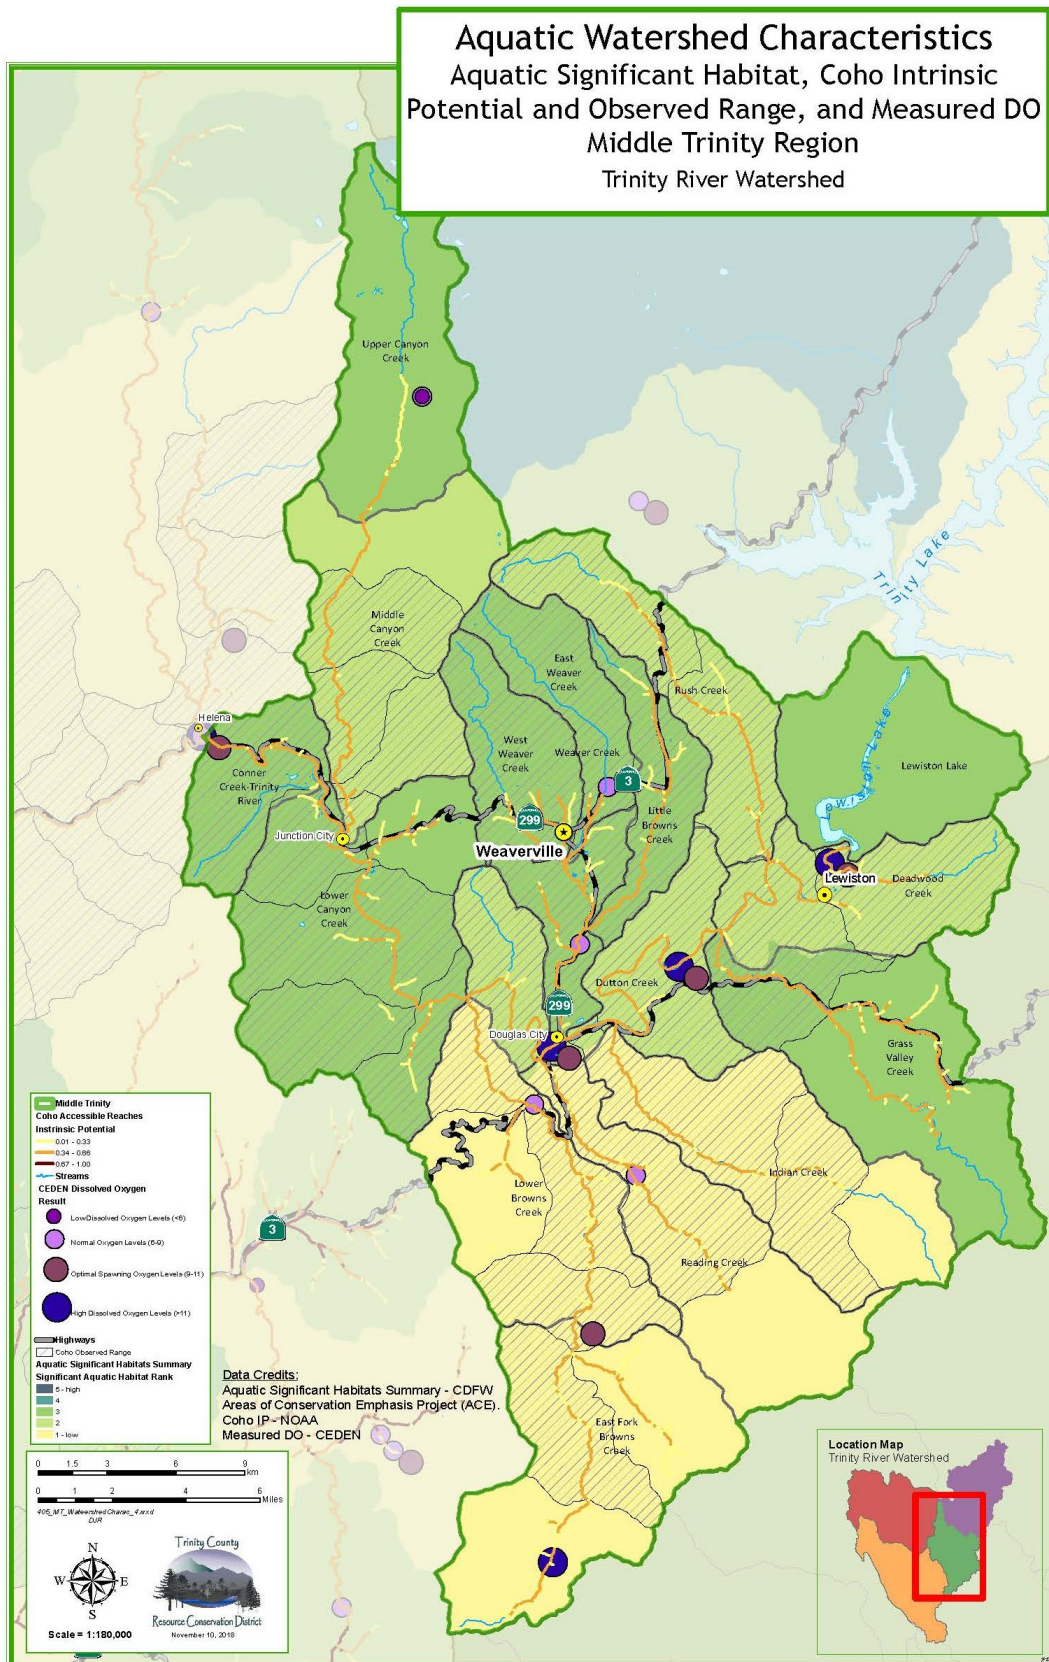 Aquatic Watershed Characteristics
Aquatic Significant Habitat, Coho Intrinsic
Potential and Observed Range, and Measured DO
Middle Trinity Region
Trinity River Watershed
Upper Canyon
Creek
Trinity Lake
Middle
Canyon
Creek
East
Weaver
Creek
Rush Creek
Helena
West
Weaver
Creek
Weaver Creek
Lewiston Lake
Conner
Creek-Trinity
River
3
299
Little
Browns
Creek
Junction City
Weaverville
Lewiston
Deadwood
Creek
Lower
Canyon
Creek
Dutton Creek
299
Douglas City
Grass
Valley
Creek
Indian Creek
Lower
Browns
Creek
Reading Creek
East Fork
Browns
Creek
3
Middle Trinity
Coho Accessible Reaches
Instrinsic Potential
0.01 - 0.33
0.34 - 0.66
0.67 - 1.00
Streams
CEDEN Dissolved Oxygen
Result
Low Dissolved Oxygen Levels (<6)
Normal Oxygen Levels (6-9)
Optimal Spawning Oxygen Levels (9-11)
High Dissolved Oxygen Levels (>11)
Highways
Coho Observed Range
Aquatic Significant Habitats Summary
Significant Aquatic Habitat Rank
5 - high
4
3
2
1 - low
Data Credits:
Aquatic Significant Habitats Summary - CDFW
Areas of Conservation Emphasis Project (ACE).
Coho IP - NOAA
Measured DO - CEDEN
0 1.5 3 6 9
km
0 1 2 4 6
Miles
DJR
N
W E
S
Scale = 1:180,000
Trinity County
Resource Conservation District
November 10, 2018
Location Map
Trinity River Watershed